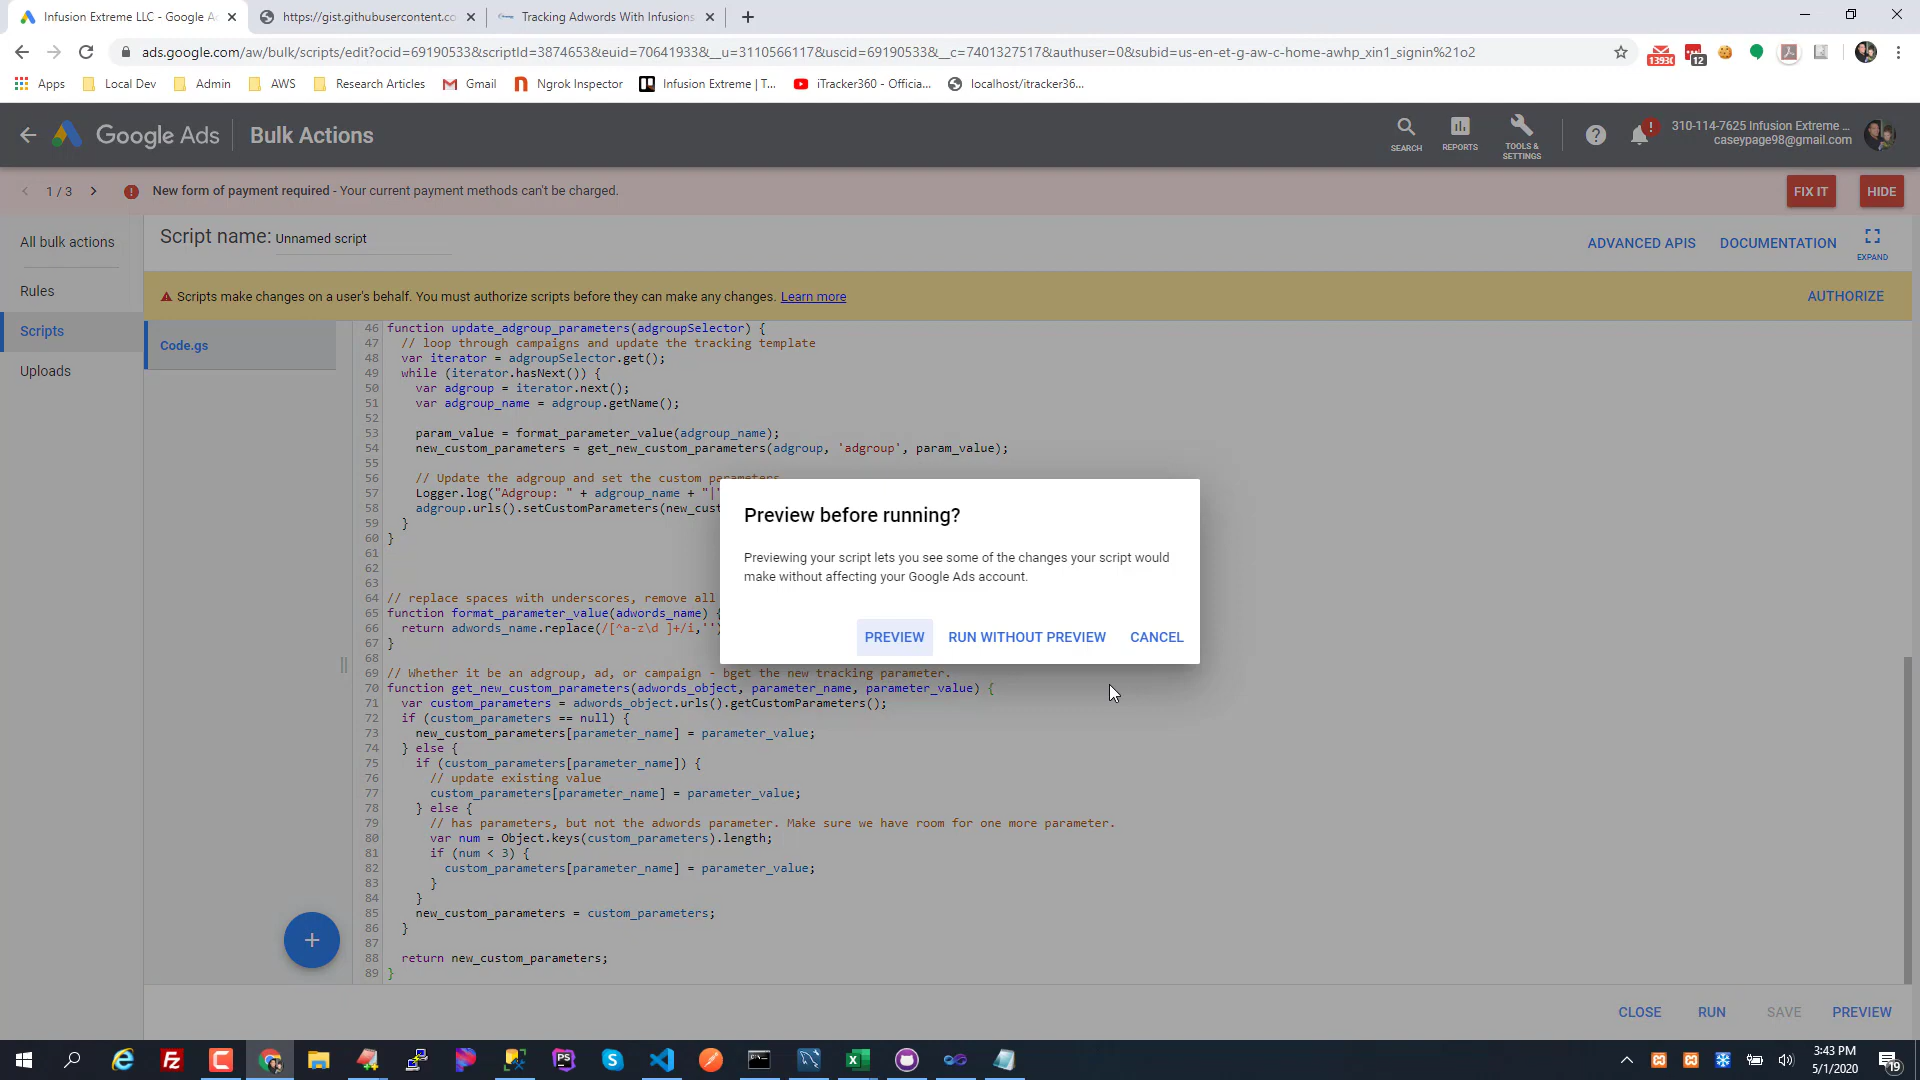 Infusion Extreme LLC - Google A
https://gist.githubusercontent.co
Tracking Adwords With Infusions
ads.google.com/aw/bulk/scripts/edit?ocid=69190533&scriptId=3874653&euid=70641933&__u=3110566117&uscid=69190533&__c=7401327517&authuser=0&subid=us-en-et-g-aw-c-home-awhp_xin1_signin%21o2
1393(
12
Apps
Local Dev
Admin
AWS
Research Articles
Gmail
Ngrok Inspector
Infusion Extreme | T...
iTracker360 - Officia...
localhost/itracker36...
Google Ads
Bulk Actions
SEARCH
REPORTS
TOOLS &
SETTINGS
310-114-7625 Infusion Extreme ...
caseypage98@gmail.com
1 / 3
New form of payment required - Your current payment methods can't be charged.
FIX IT
HIDE
All bulk actions
Rules
Scripts
Uploads
Script name: Unnamed script
ADVANCED APIS
DOCUMENTATION
EXPAND
Scripts make changes on a user's behalf. You must authorize scripts before they can make any changes. Learn more
AUTHORIZE
Code.gs
46 function update_adgroup_parameters(adgroupSelector) {
47 // loop through campaigns and update the tracking template
48 var iterator = adgroupSelector.get();
49 while (iterator.hasNext()) {
50 var adgroup = iterator.next();
51 var adgroup_name = adgroup.getName();
52
53 param_value = format_parameter_value(adgroup_name);
54 new_custom_parameters = get_new_custom_parameters(adgroup, 'adgroup', param_value);
55
56 // Update the adgroup and set the custom parameters
57 Logger.log("Adgroup: " + adgroup_name + "|"
58 adgroup.urls().setCustomParameters(new_cust
59 }
60 }
61
62
63
64 // replace spaces with underscores, remove all
65 function format_parameter_value(adwords_name) {
66 return adwords_name.replace(/[^a-z\d ]+/i,'')
67 }
68
69 // Whether it be an adgroup, ad, or campaign - bget the new tracking parameter.
70 function get_new_custom_parameters(adwords_object, parameter_name, parameter_value) {
71 var custom_parameters = adwords_object.urls().getCustomParameters();
72 if (custom_parameters == null) {
73 new_custom_parameters[parameter_name] = parameter_value;
74 } else {
75 if (custom_parameters[parameter_name]) {
76 // update existing value
77 custom_parameters[parameter_name] = parameter_value;
78 } else {
79 // has parameters, but not the adwords parameter. Make sure we have room for one more parameter.
80 var num = Object.keys(custom_parameters).length;
81 if (num < 3) {
82 custom_parameters[parameter_name] = parameter_value;
83 }
84 }
85 new_custom_parameters = custom_parameters;
86 }
87
88 return new_custom_parameters;
89 }
Preview before running?
Previewing your script lets you see some of the changes your script would
make without affecting your Google Ads account.
PREVIEW
RUN WITHOUT PREVIEW
CANCEL
CLOSE
RUN
SAVE
PREVIEW
3:43 PM
5/1/2020
19